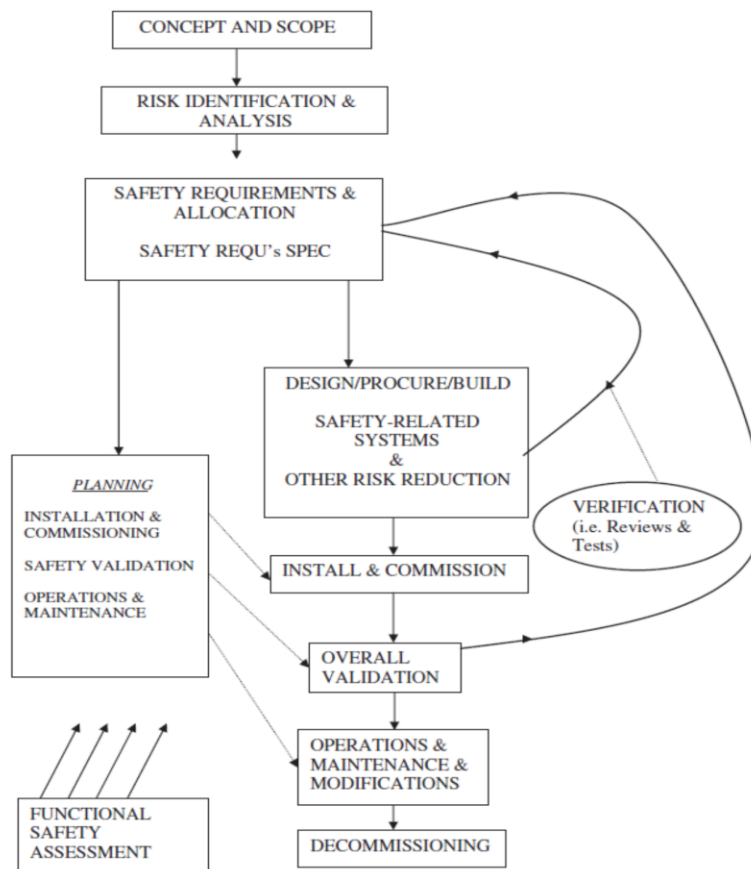 CONCEPT AND SCOPE
RISK IDENTIFICATION &
ANALYSIS
SAFETY REQUIREMENTS &
ALLOCATION
SAFETY REQU's SPEC
DESIGN/PROCURE/BUILD
SAFETY-RELATED
SYSTEMS
&
OTHER RISK REDUCTION
PLANNING
INSTALLATION &
COMMISSIONING
SAFETY VALIDATION
OPERATIONS &
MAINTENANCE
VERIFICATION
(i.e. Reviews &
Tests)
INSTALL & COMMISSION
OVERALL
VALIDATION
OPERATIONS &
MAINTENANCE &
MODIFICATIONS
FUNCTIONAL
SAFETY
ASSESSMENT
DECOMMISSIONING